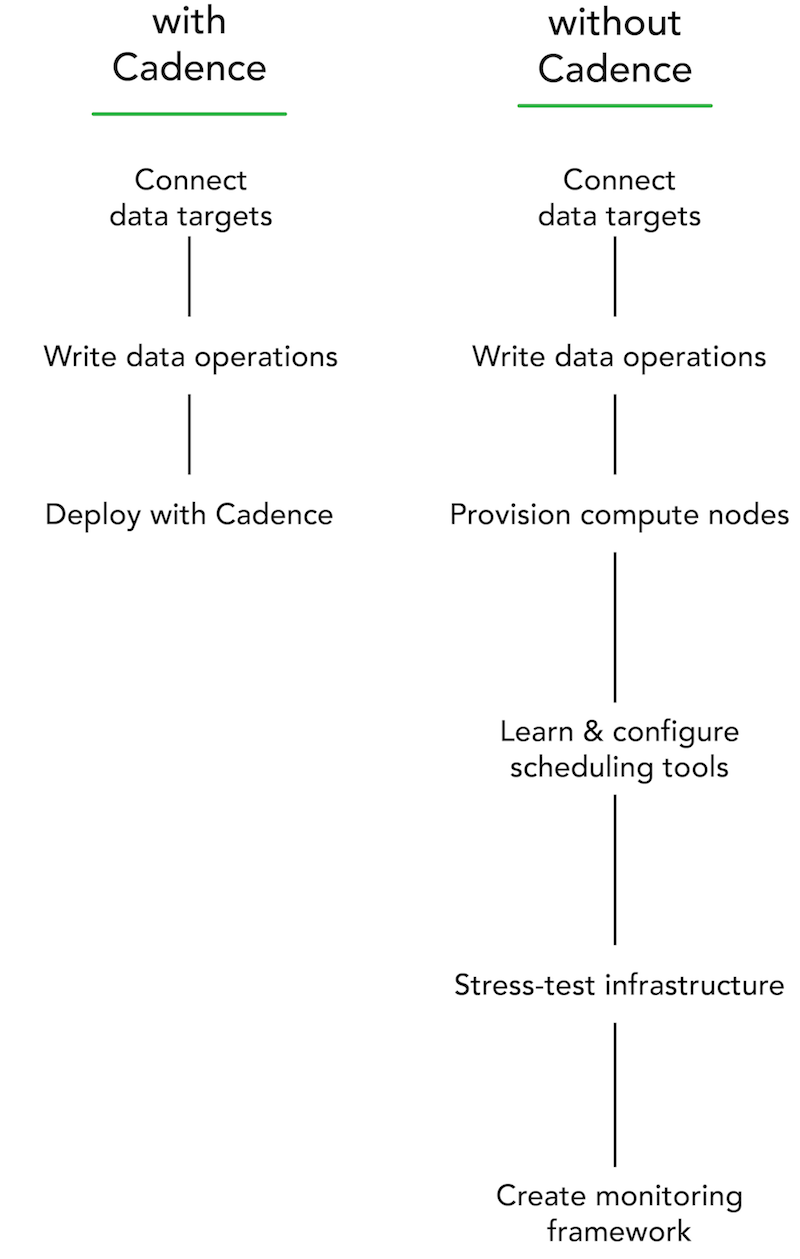 with
Cadence
Connect
data targets
Write data operations
Deploy with Cadence
without
Cadence
Connect
data targets
Write data operations
Provision compute nodes
Learn & configure
scheduling tools
Stress-test infrastructure
Create monitoring
framework